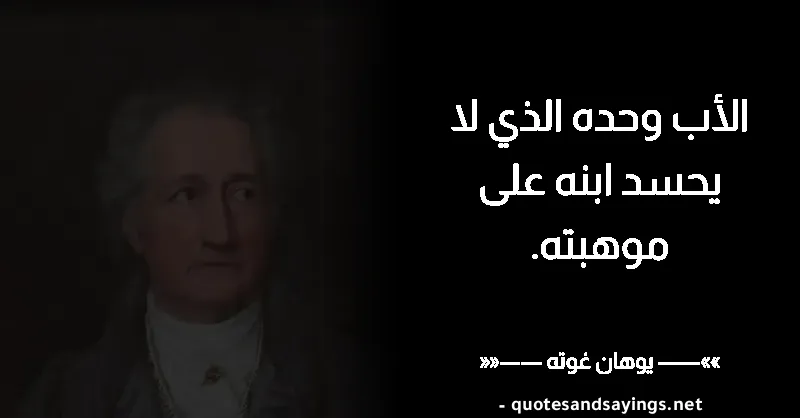 الأب وحده الذي لا
يحسد ابنه على
موهبته.
»»—— يوهان غوته ——««
- quotesandsayings.net